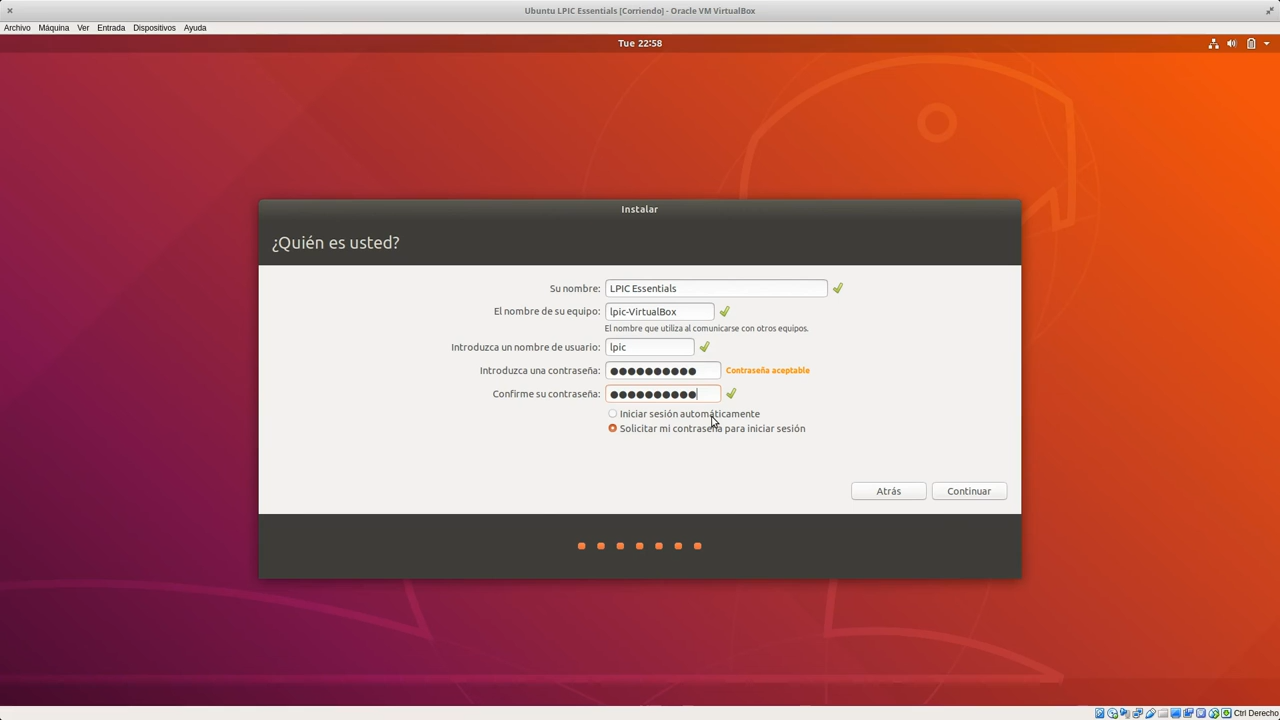 Ubuntu LPIC Essentials [Corriendo] - Oracle VM VirtualBox
Archivo Máquina Ver Entrada Dispositivos Ayuda
Tue 22:58
Instalar
¿Quién es usted?
Su nombre: LPIC Essentials
El nombre de su equipo: lpic-VirtualBox
El nombre que utiliza al comunicarse con otros equipos.
Introduzca un nombre de usuario: lpic
Introduzca una contraseña: ●●●●●●●●●● Contraseña aceptable
Confirme su contraseña: ●●●●●●●●●●
Iniciar sesión automáticamente
Solicitar mi contraseña para iniciar sesión
Atrás Continuar
Ctrl Derecho